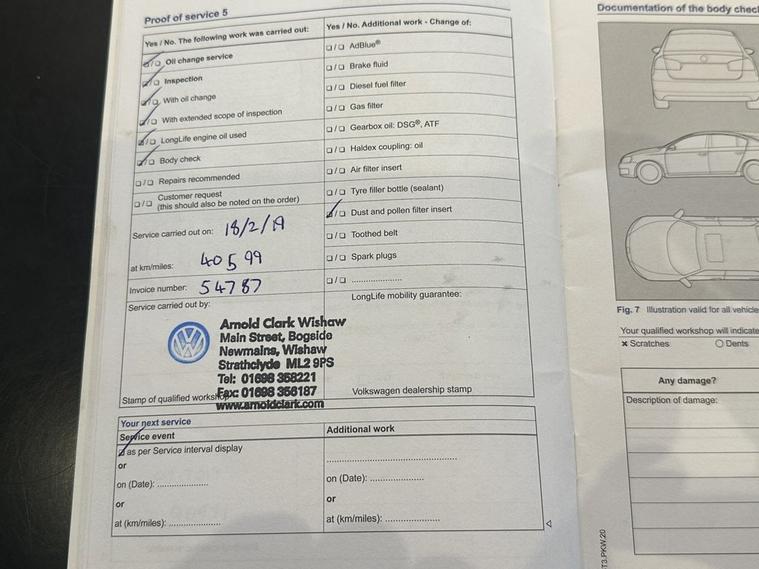 Proof of service 5
Yes / No. The following work was carried out:
❏/❏ Oil change service
❏/❏ Inspection
❏/❏ With oil change
❏/❏ With extended scope of inspection
❏/❏ LongLife engine oil used
❏/❏ Body check
❏/❏ Repairs recommended
❏/❏ Customer request
(this should also be noted on the order)
Service carried out on: 18/2/19
at km/miles: 40599
Invoice number: 54787
Service carried out by:
Arnold Clark Wishaw
Main Street, Bogside
Newmains, Wishaw
Strathclyde ML2 9PS
Tel: 01698 358221
Fax: 01698 356187
www.arnoldclark.com
Stamp of qualified workshop
Yes / No. Additional work - Change of:
❏/❏ AdBlue®
❏/❏ Brake fluid
❏/❏ Diesel fuel filter
❏/❏ Gas filter
❏/❏ Gearbox oil: DSG®, ATF
❏/❏ Haldex coupling: oil
❏/❏ Air filter insert
❏/❏ Tyre filler bottle (sealant)
❏/❏ Dust and pollen filter insert
❏/❏ Toothed belt
❏/❏ Spark plugs
❏/❏ ....................
LongLife mobility guarantee:
Volkswagen dealership stamp
Your next service
Service event
❏ as per Service interval display
or
on (Date): ....................
or
at (km/miles): ....................
Additional work
....................
on (Date): ....................
or
at (km/miles): ....................
Documentation of the body chec
Fig. 7 Illustration valid for all vehicle
Your qualified workshop will indicate
× Scratches ○ Dents
Any damage?
Description of damage:
T3.PKW.20